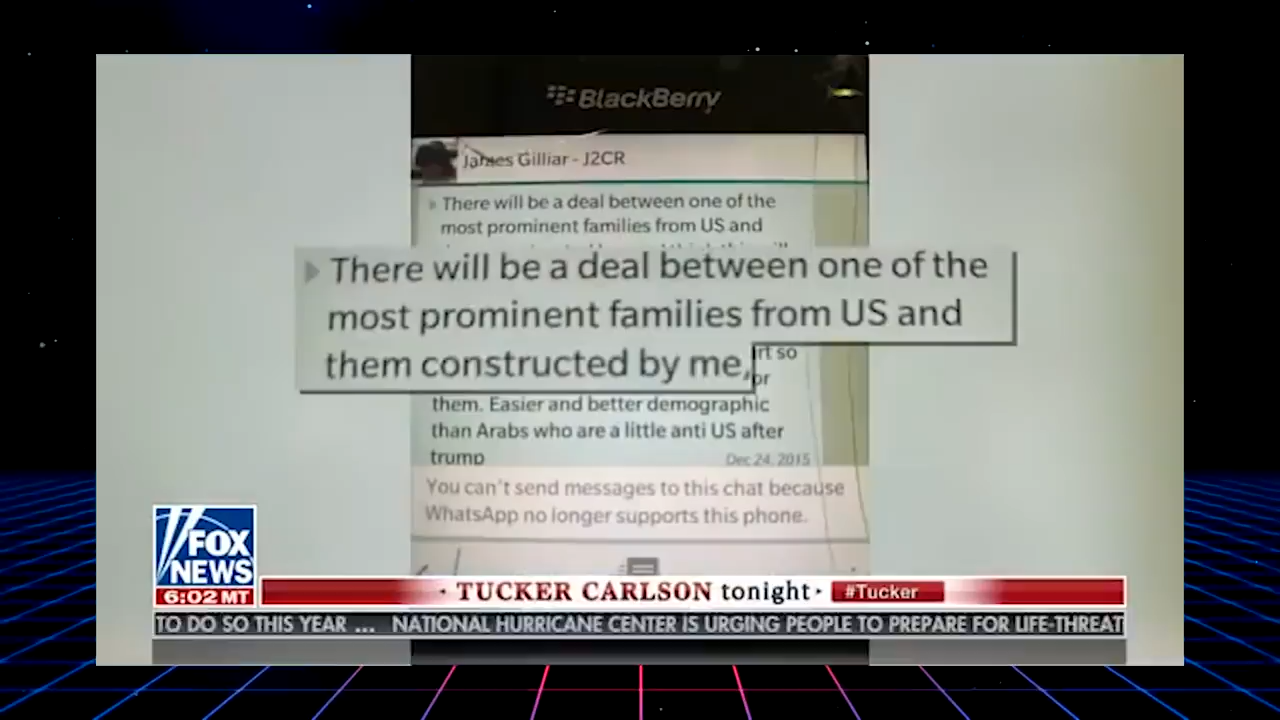 BlackBerry
James Gilliar - J2CR
There will be a deal between one of the
most prominent families from US and
There will be a deal between one of the
most prominent families from US and
them constructed by me,
rt so
or
them. Easier and better demographic
than Arabs who are a little anti US after
trump
Dec 24, 2015
You can't send messages to this chat because
WhatsApp no longer supports this phone.
FOX
NEWS
6:02 MT
· TUCKER CARLSON tonight ·
#Tucker
TO DO SO THIS YEAR ... NATIONAL HURRICANE CENTER IS URGING PEOPLE TO PREPARE FOR LIFE-THREAT